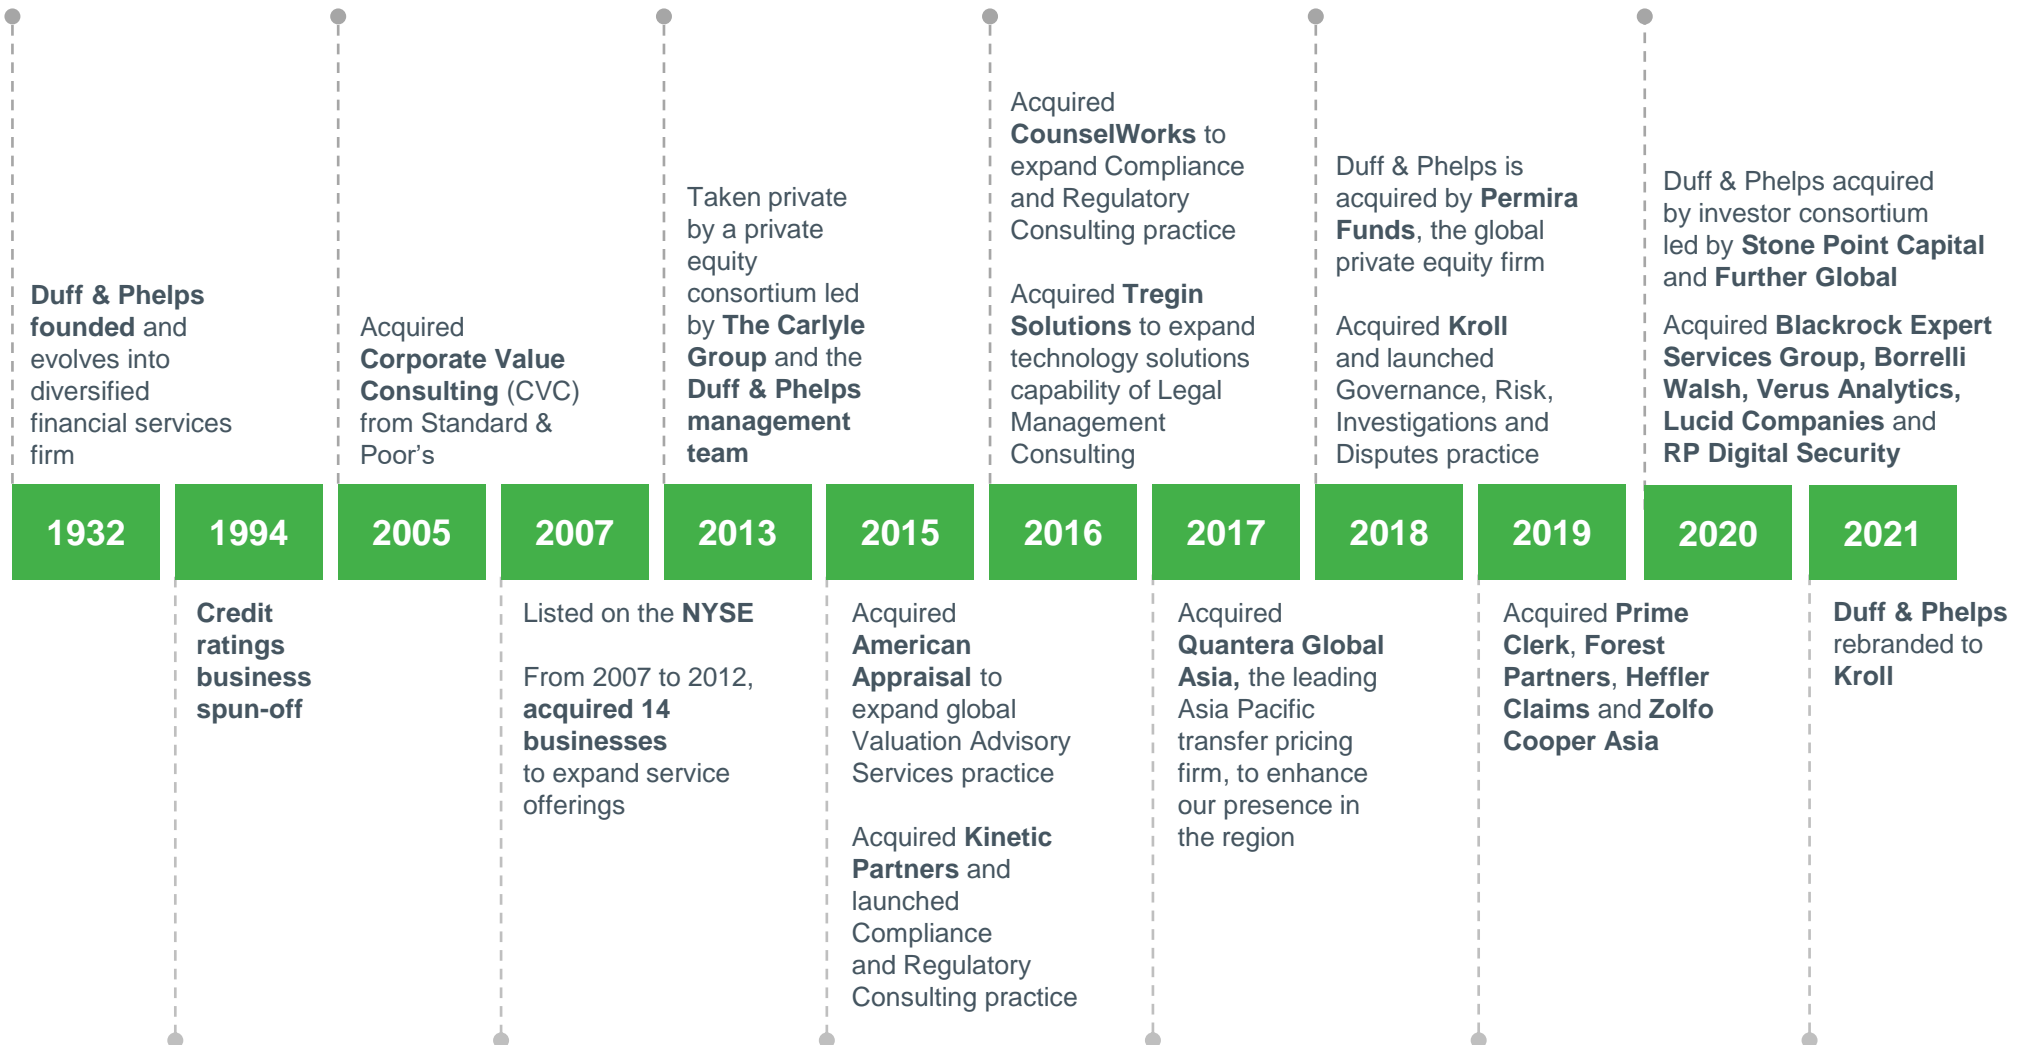 Duff & Phelps
founded and
evolves into
diversified
financial services
firm
Acquired
Corporate Value
Consulting (CVC)
from Standard &
Poor’s
Taken private
by a private
equity
consortium led
by The Carlyle
Group and the
Duff & Phelps
management
team
Acquired
CounselWorks to
expand Compliance
and Regulatory
Consulting practice
Acquired Tregin
Solutions to expand
technology solutions
capability of Legal
Management
Consulting
Duff & Phelps is
acquired by Permira
Funds, the global
private equity firm
Acquired Kroll
and launched
Governance, Risk,
Investigations and
Disputes practice
Duff & Phelps acquired
by investor consortium
led by Stone Point Capital
and Further Global
Acquired Blackrock Expert
Services Group, Borrelli
Walsh, Verus Analytics,
Lucid Companies and
RP Digital Security
1932 1994 2005 2007 2013 2015 2016 2017 2018 2019 2020 2021
Credit
ratings
business
spun-off
Listed on the NYSE
From 2007 to 2012,
acquired 14
businesses
to expand service
offerings
Acquired
American
Appraisal to
expand global
Valuation Advisory
Services practice
Acquired Kinetic
Partners and
launched
Compliance
and Regulatory
Consulting practice
Acquired
Quantera Global
Asia, the leading
Asia Pacific
transfer pricing
firm, to enhance
our presence in
the region
Acquired Prime
Clerk, Forest
Partners, Heffler
Claims and Zolfo
Cooper Asia
Duff & Phelps
rebranded to
Kroll